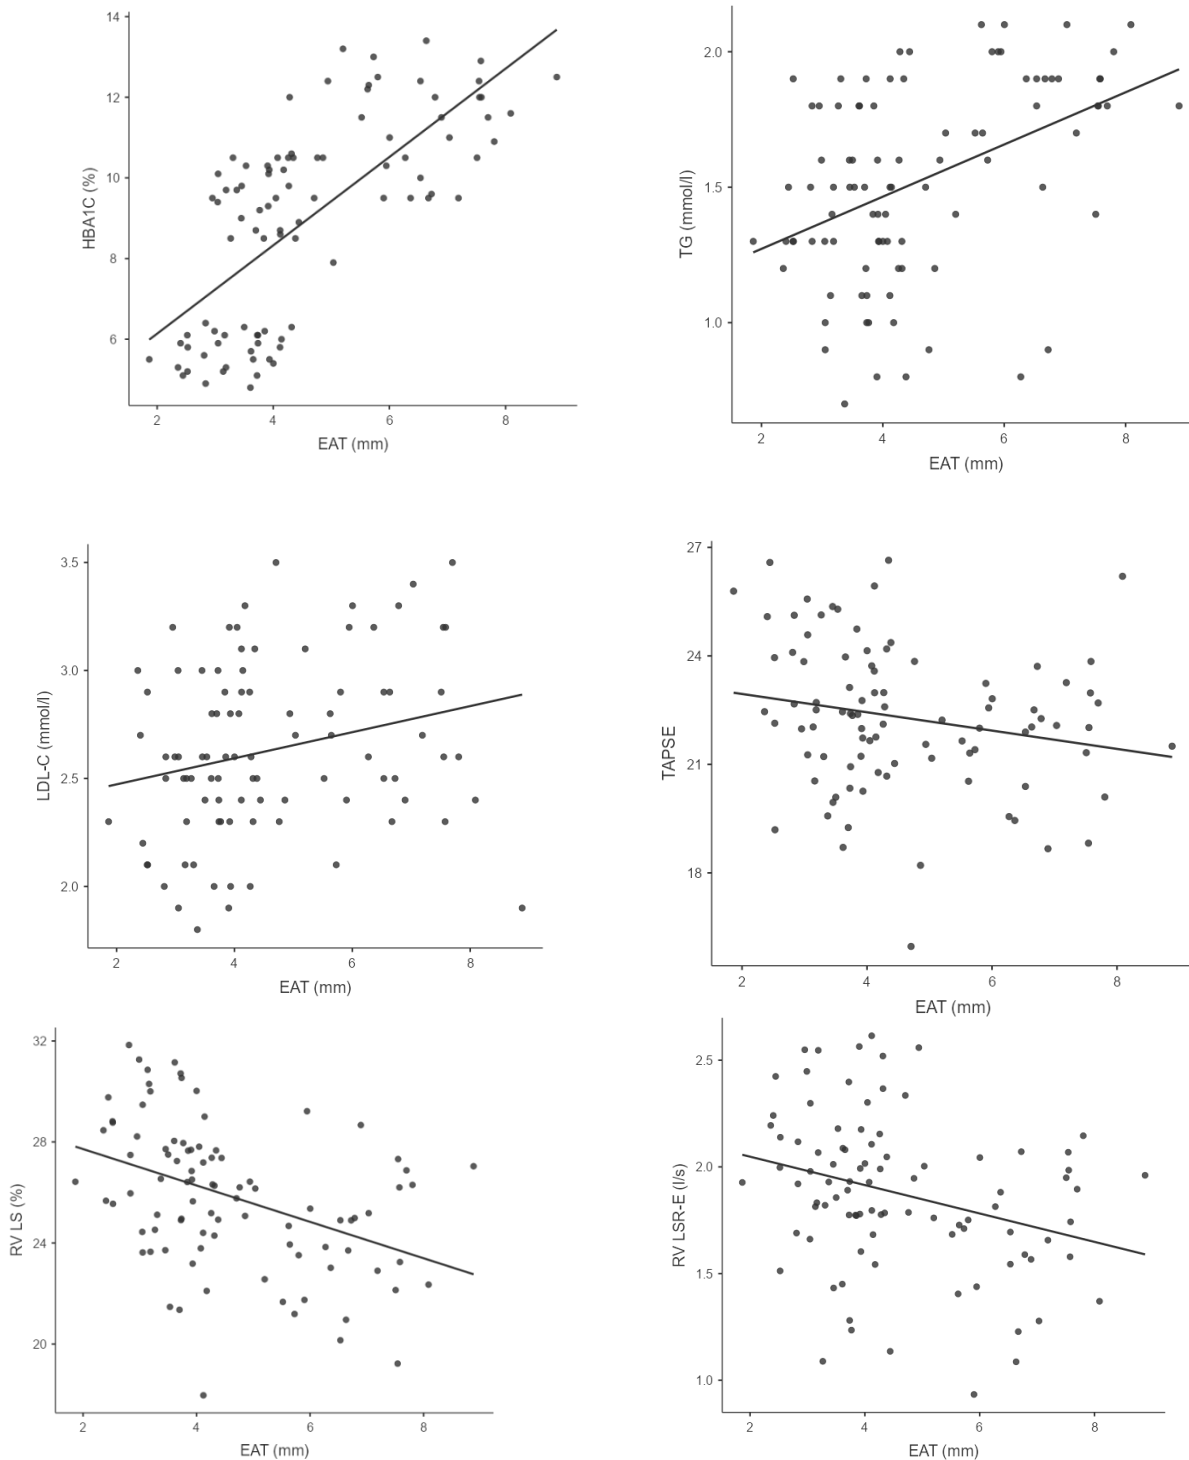 14
12
10
8
6
HBA1C (%)
2 4 6 8
EAT (mm)
2.0
1.5
1.0
TG (mmol/l)
2 4 6 8
EAT (mm)
3.5
3.0
2.5
2.0
LDL-C (mmol/l)
2 4 6 8
EAT (mm)
27
24
21
18
TAPSE
2 4 6 8
EAT (mm)
32
28
24
20
RV LS (%)
2 4 6 8
EAT (mm)
2.5
2.0
1.5
1.0
RV LSR-E (l/s)
2 4 6 8
EAT (mm)